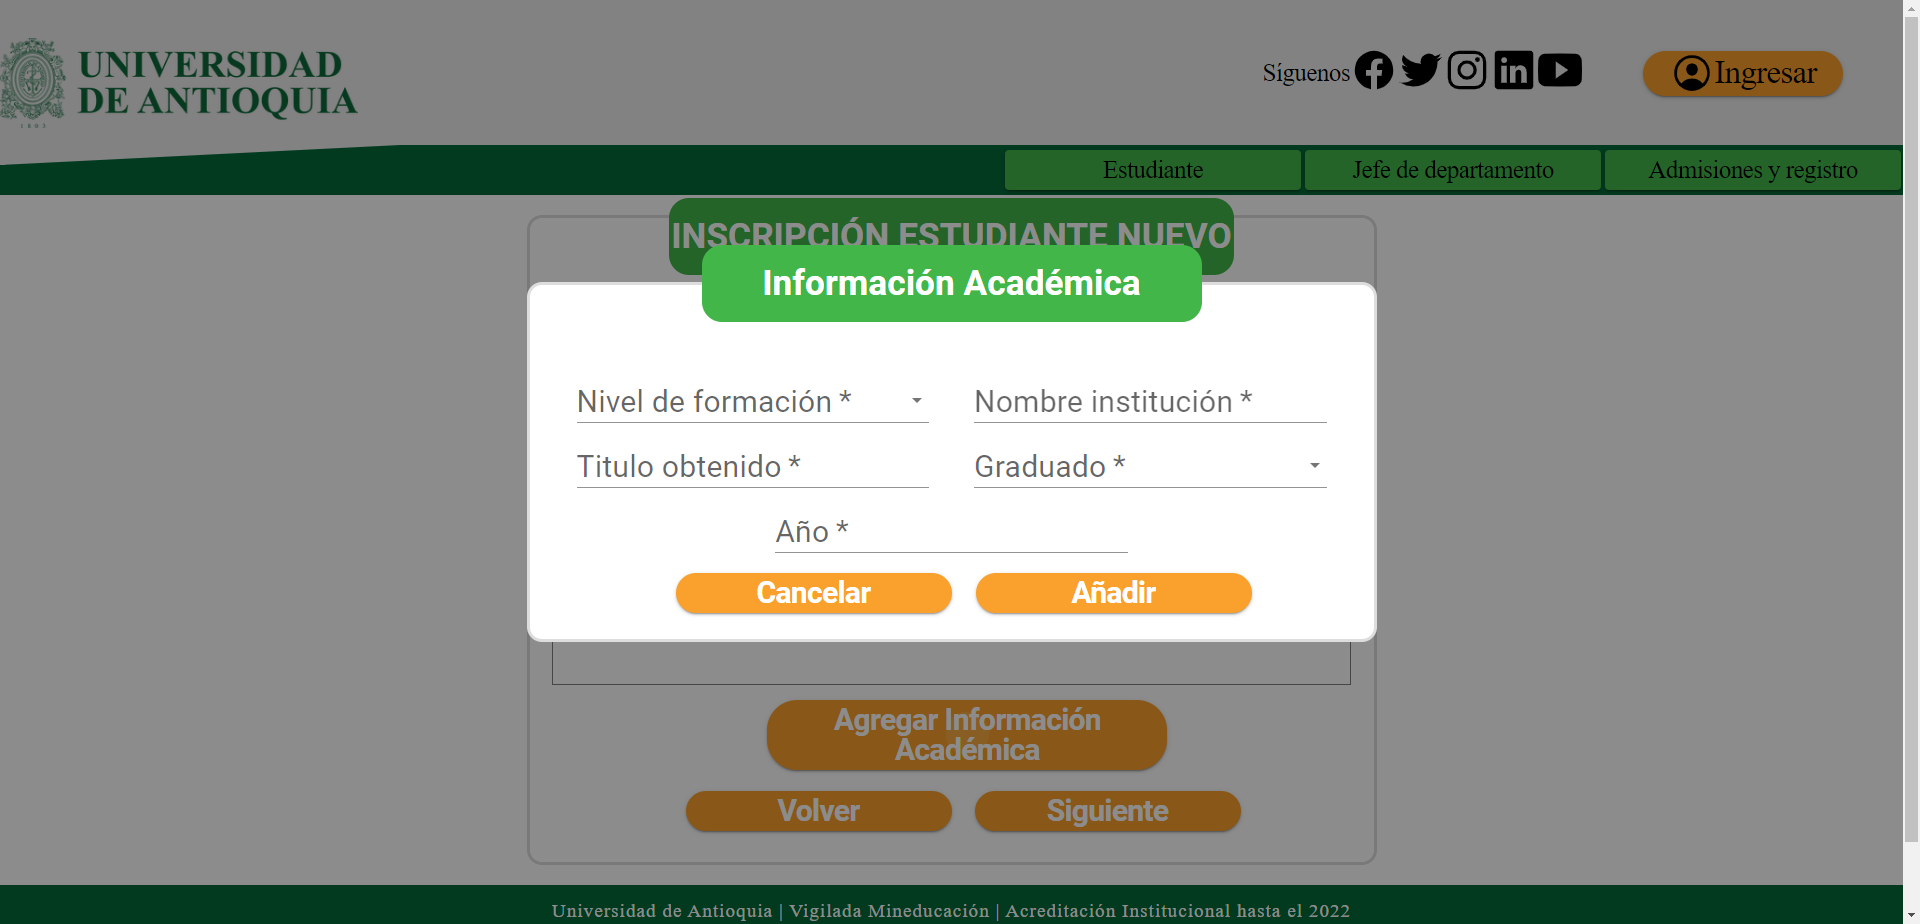 UNIVERSIDAD
DE ANTIOQUIA
1803
Síguenos
Ingresar
Estudiante
Jefe de departamento
Admisiones y registro
INSCRIPCIÓN ESTUDIANTE NUEVO
Información Académica
Nivel de formación *
Nombre institución *
Titulo obtenido *
Graduado *
Año *
Cancelar
Añadir
Agregar Información
Académica
Volver
Siguiente
Universidad de Antioquia | Vigilada Mineducación | Acreditación Institucional hasta el 2022